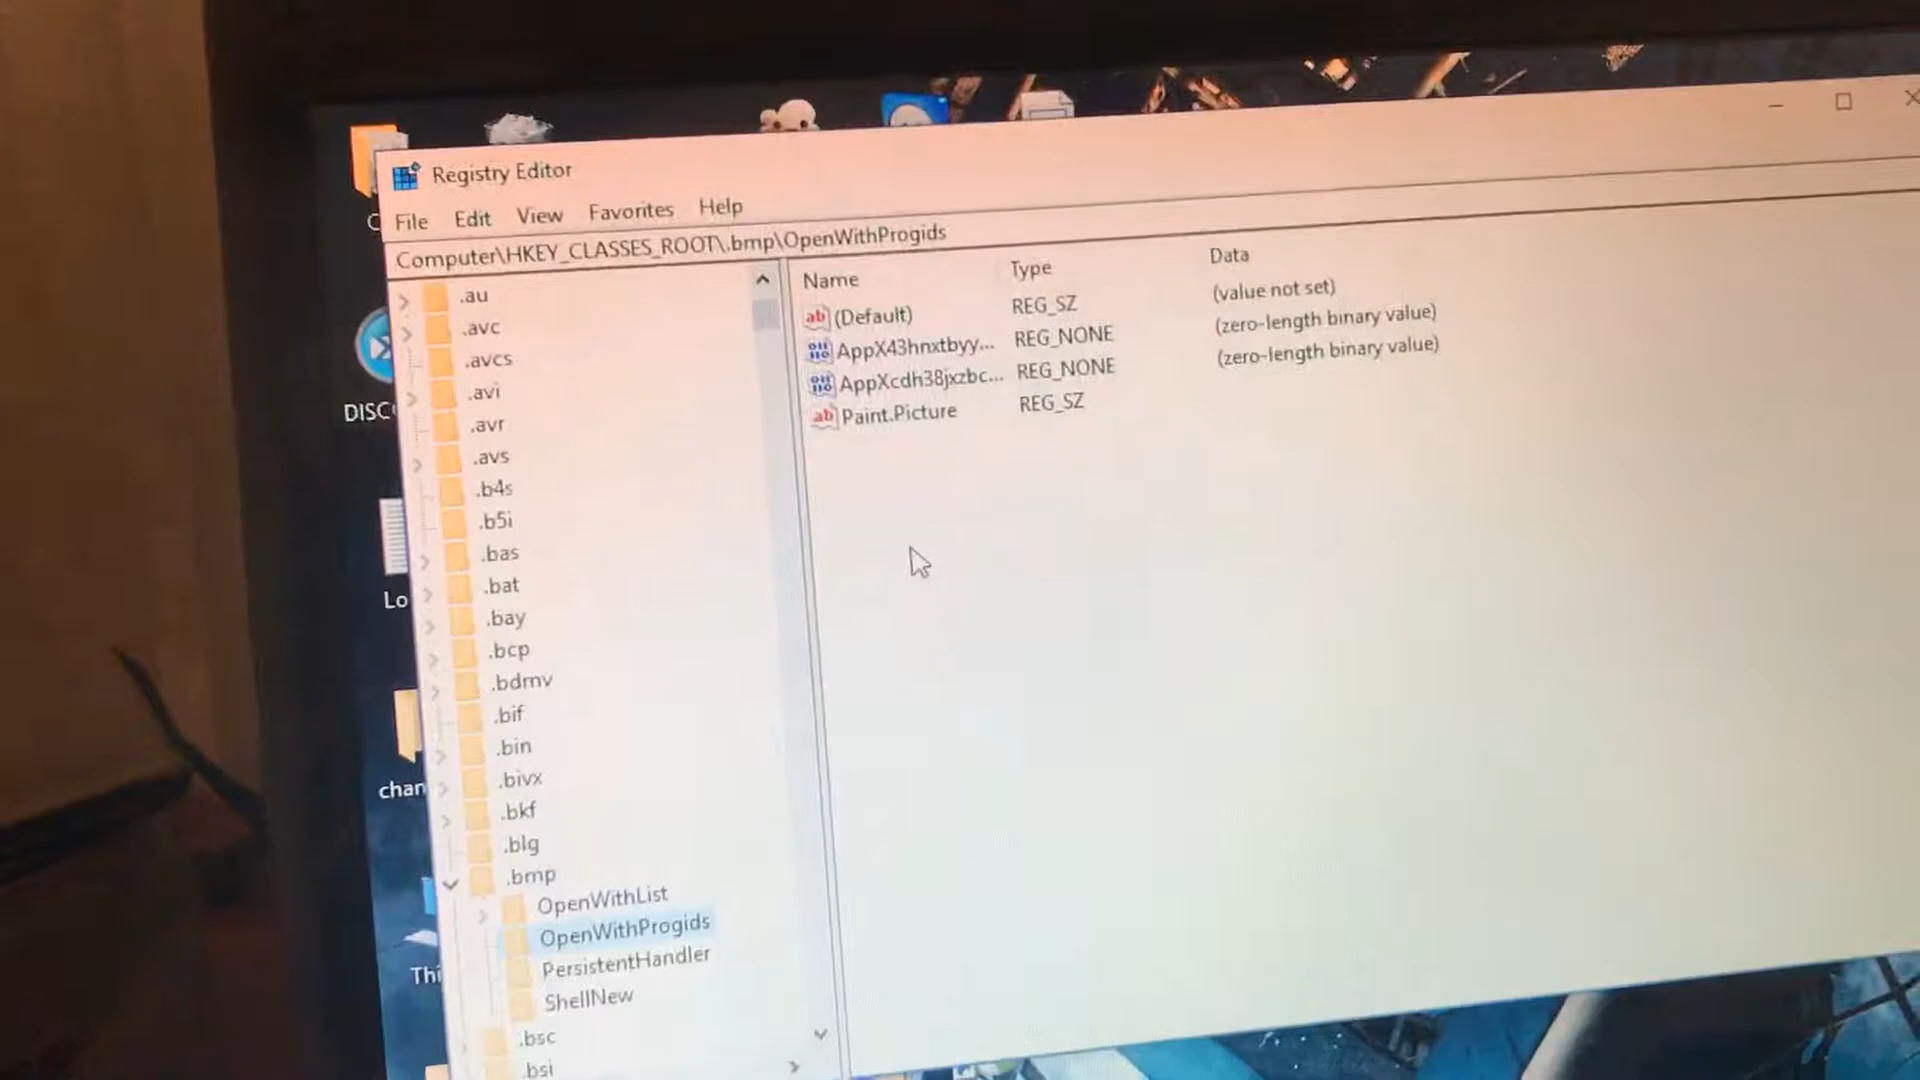 Registry Editor
File Edit View Favorites Help
Computer\HKEY_CLASSES_ROOT\.bmp\OpenWithProgids
Name Type Data
(Default) REG_SZ (value not set)
AppX43hnxtbyy... REG_NONE (zero-length binary value)
AppXcdh38jxzbc... REG_NONE (zero-length binary value)
Paint.Picture REG_SZ
.au
.avc
.avcs
.avi
.avr
.avs
.b4s
.b5i
.bas
.bat
.bay
.bcp
.bdmv
.bif
.bin
.bivx
.bkf
.blg
.bmp
OpenWithList
OpenWithProgids
PersistentHandler
ShellNew
.bsc
.bsi
C
DISC
Lo
chan
Thi